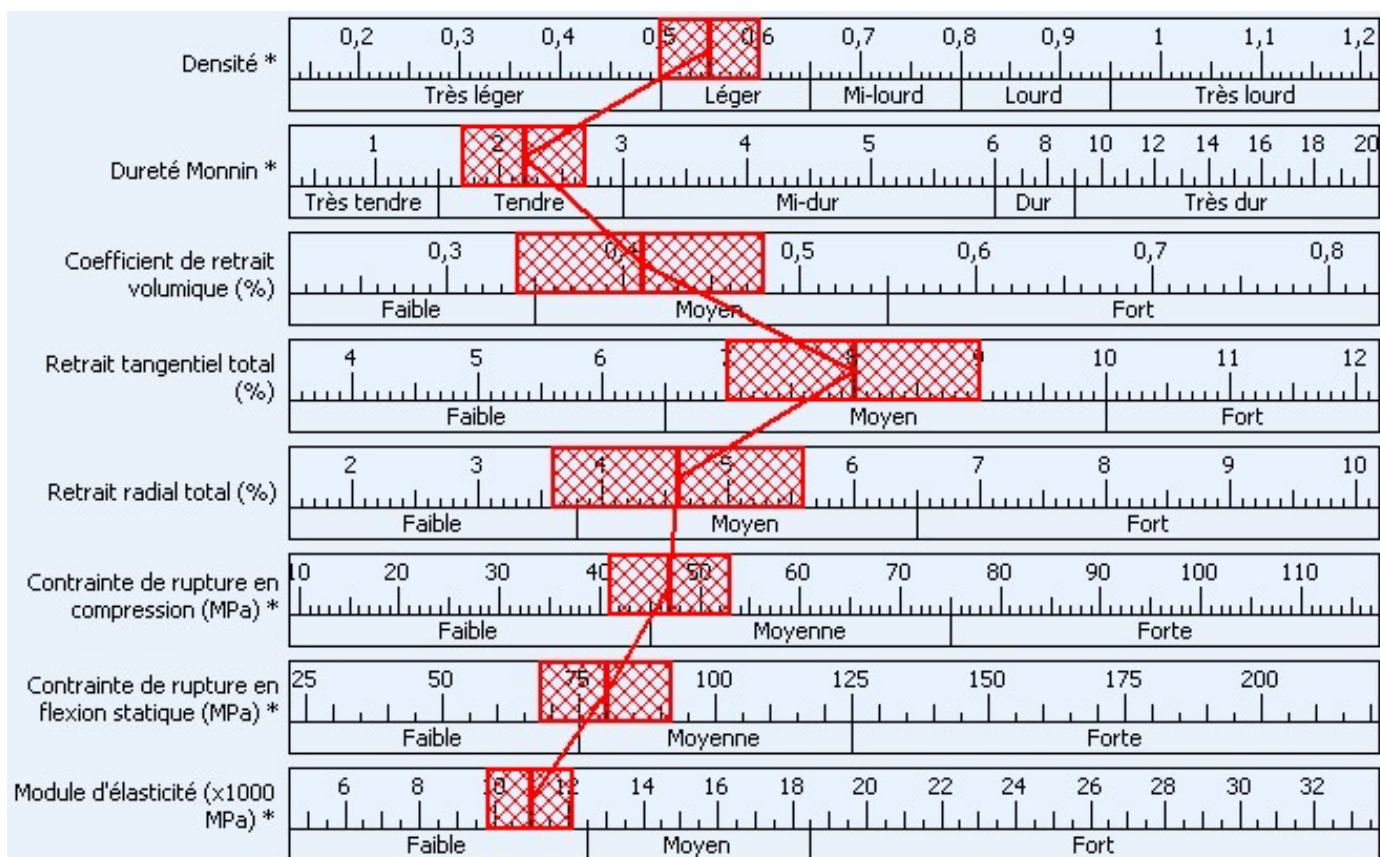 0,2 0,3 0,4 0,5 0,6 0,7 0,8 0,9 1 1,1 1,2
Densité *
Très léger Léger Mi-lourd Lourd Très lourd
1 2 3 4 5 6 8 10 12 14 16 18 20
Dureté Monnin *
Très tendre Tendre Mi-dur Dur Très dur
0,3 0,4 0,5 0,6 0,7 0,8
Coefficient de retrait
volumique (%)
Faible Moyen Fort
4 5 6 7 8 9 10 11 12
Retrait tangentiel total
(%)
Faible Moyen Fort
2 3 4 5 6 7 8 9 10
Retrait radial total (%)
Faible Moyen Fort
10 20 30 40 50 60 70 80 90 100 110
Contrainte de rupture en
compression (MPa) *
Faible Moyenne Forte
25 50 75 100 125 150 175 200
Contrainte de rupture en
flexion statique (MPa) *
Faible Moyenne Forte
6 8 10 12 14 16 18 20 22 24 26 28 30 32
Module d'élasticité (x1000
MPa) *
Faible Moyen Fort